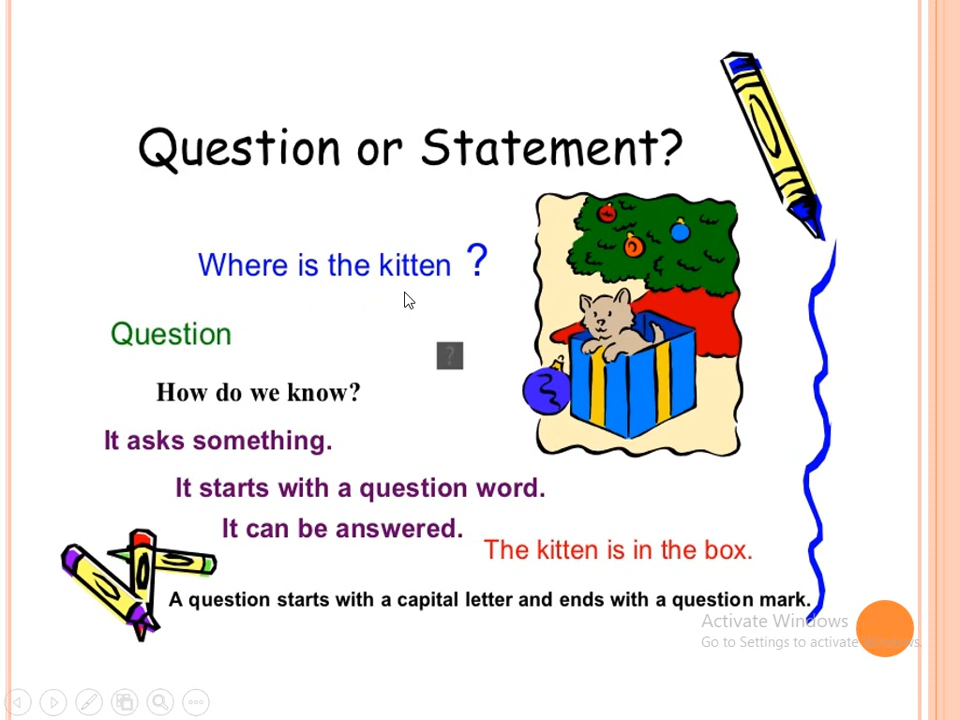 Question or Statement?
Where is the kitten ?
Question
?
How do we know?
It asks something.
It starts with a question word.
It can be answered.
The kitten is in the box.
A question starts with a capital letter and ends with a question mark.
Activate Windows
Go to Settings to activate Windows.